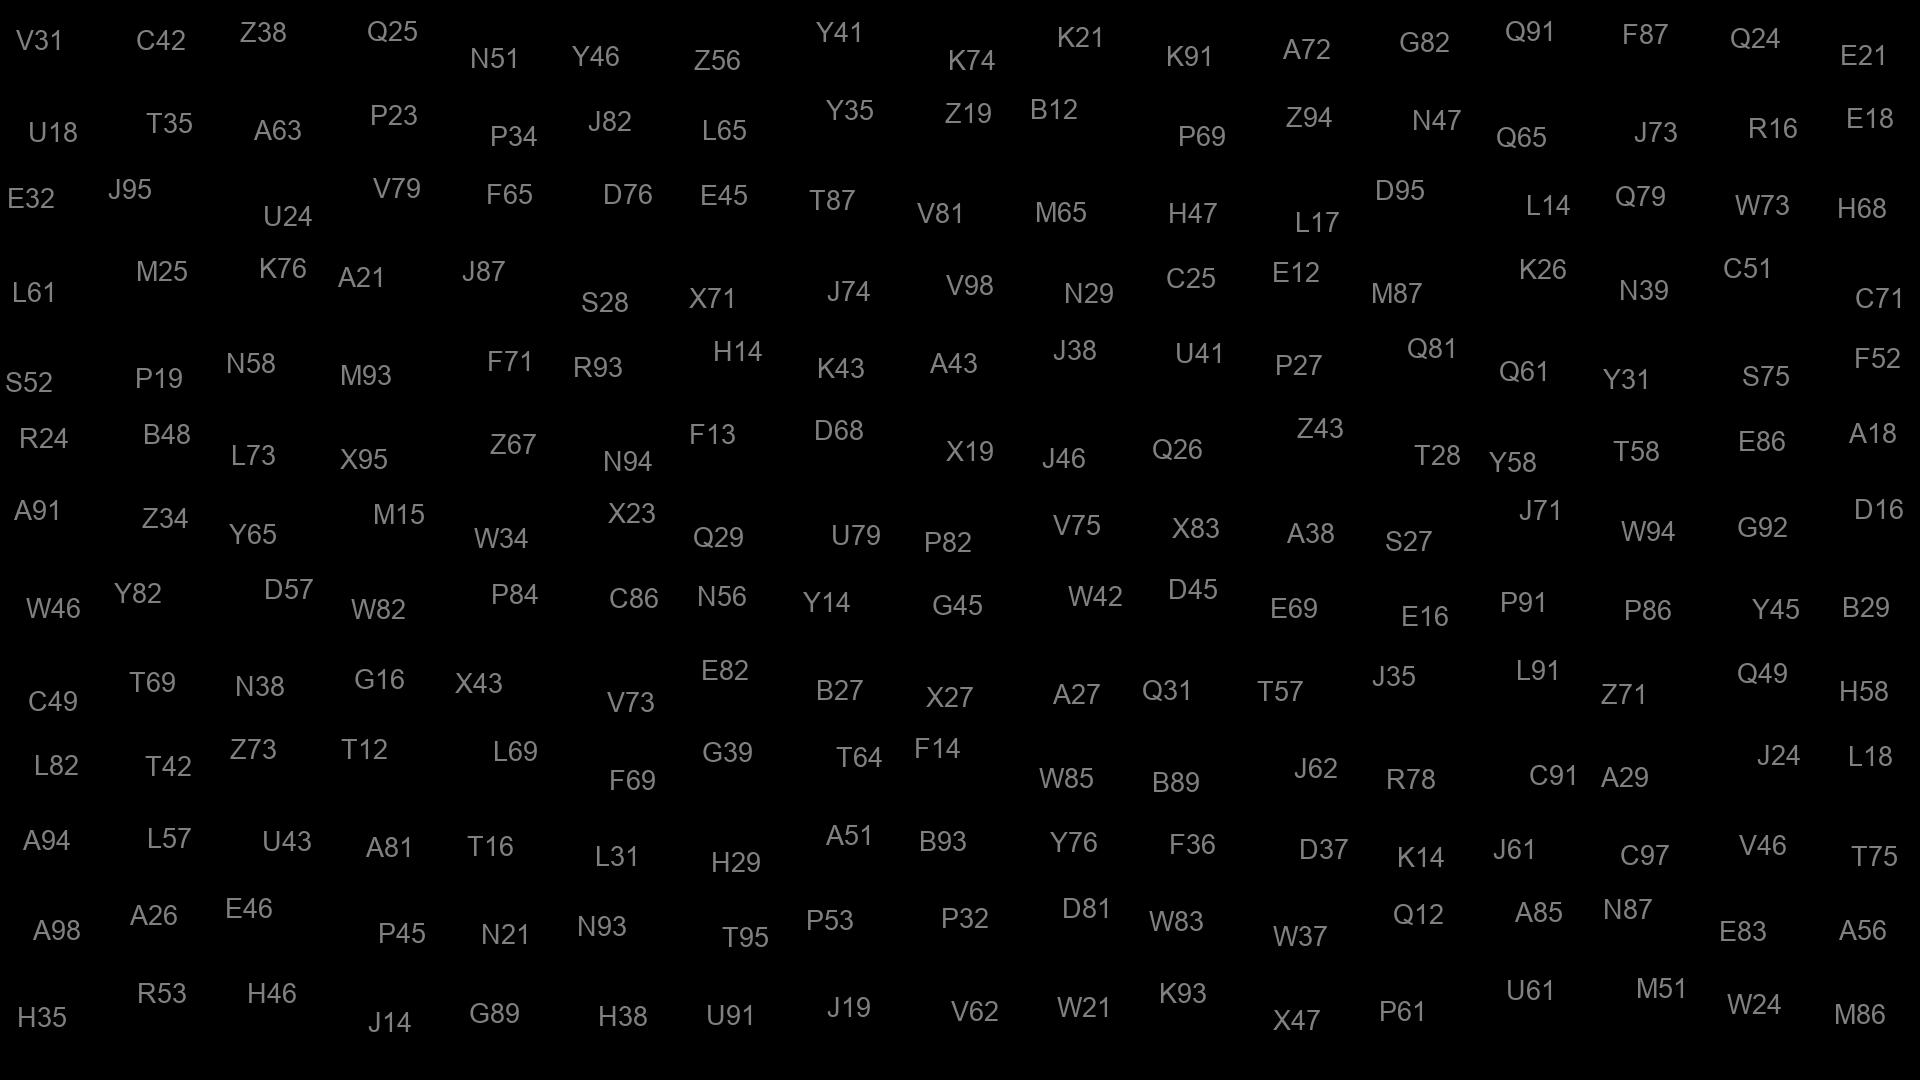 V31 C42 Z38 Q25 N51 Y46 Z56 Y41 K74 K21 K91 A72 G82 Q91 F87 Q24 E21
U18 T35 A63 P23 P34 J82 L65 Y35 Z19 B12 P69 Z94 N47 Q65 J73 R16 E18
E32 J95 U24 V79 F65 D76 E45 T87 V81 M65 H47 L17 D95 L14 Q79 W73 H68
L61 M25 K76 A21 J87 S28 X71 J74 V98 N29 C25 E12 M87 K26 N39 C51 C71
S52 P19 N58 M93 F71 R93 H14 K43 A43 J38 U41 P27 Q81 Q61 Y31 S75 F52
R24 B48 L73 X95 Z67 N94 F13 D68 X19 J46 Q26 Z43 T28 Y58 T58 E86 A18
A91 Z34 Y65 M15 W34 X23 Q29 U79 P82 V75 X83 A38 S27 J71 W94 G92 D16
W46 Y82 D57 W82 P84 C86 N56 Y14 G45 W42 D45 E69 E16 P91 P86 Y45 B29
C49 T69 N38 G16 X43 V73 E82 B27 X27 A27 Q31 T57 J35 L91 Z71 Q49 H58
L82 T42 Z73 T12 L69 F69 G39 T64 F14 W85 B89 J62 R78 C91 A29 J24 L18
A94 L57 U43 A81 T16 L31 H29 A51 B93 Y76 F36 D37 K14 J61 C97 V46 T75
A98 A26 E46 P45 N21 N93 T95 P53 P32 D81 W83 W37 Q12 A85 N87 E83 A56
H35 R53 H46 J14 G89 H38 U91 J19 V62 W21 K93 X47 P61 U61 M51 W24 M86